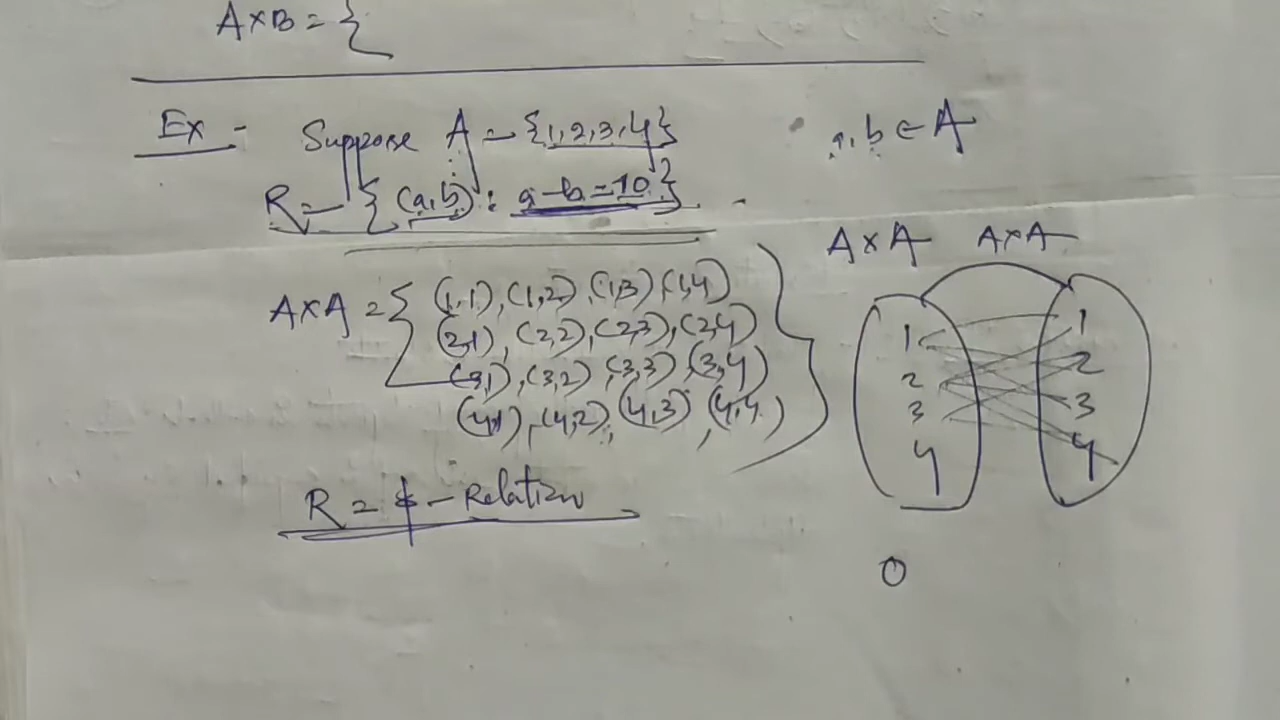 A×B = {
Ex - Suppose A = {1,2,3,4} a,b ∈ A
R = { (a,b) : a-b = 10 }
A×A A×A
A×A = { (1,1), (1,2), (1,3), (1,4)
(2,1), (2,2), (2,3), (2,4)
(3,1), (3,2), (3,3), (3,4)
(4,1), (4,2), (4,3), (4,4) }
1 1
2 2
3 3
4 4
R = ϕ - Relation
0